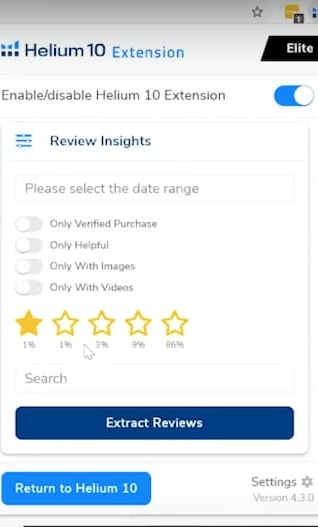 1
Helium 10 Extension
Elite
Enable/disable Helium 10 Extension
Review Insights
Please select the date range
Only Verified Purchase
Only Helpful
Only With Images
Only With Videos
1% 1% 3% 9% 86%
Search
Extract Reviews
Return to Helium 10
Settings
Version 4.3.0